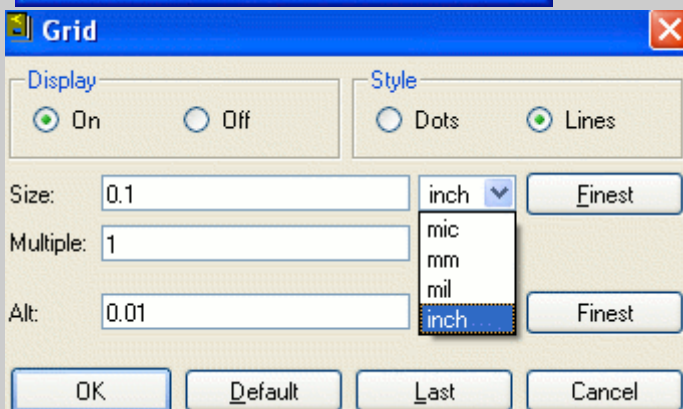 Grid
Display
Style
On Off Dots Lines
Size: 0.1 inch Finest
Multiple: 1
mic
mm
mil
inch
Alt: 0.01 Finest
OK Default Last Cancel